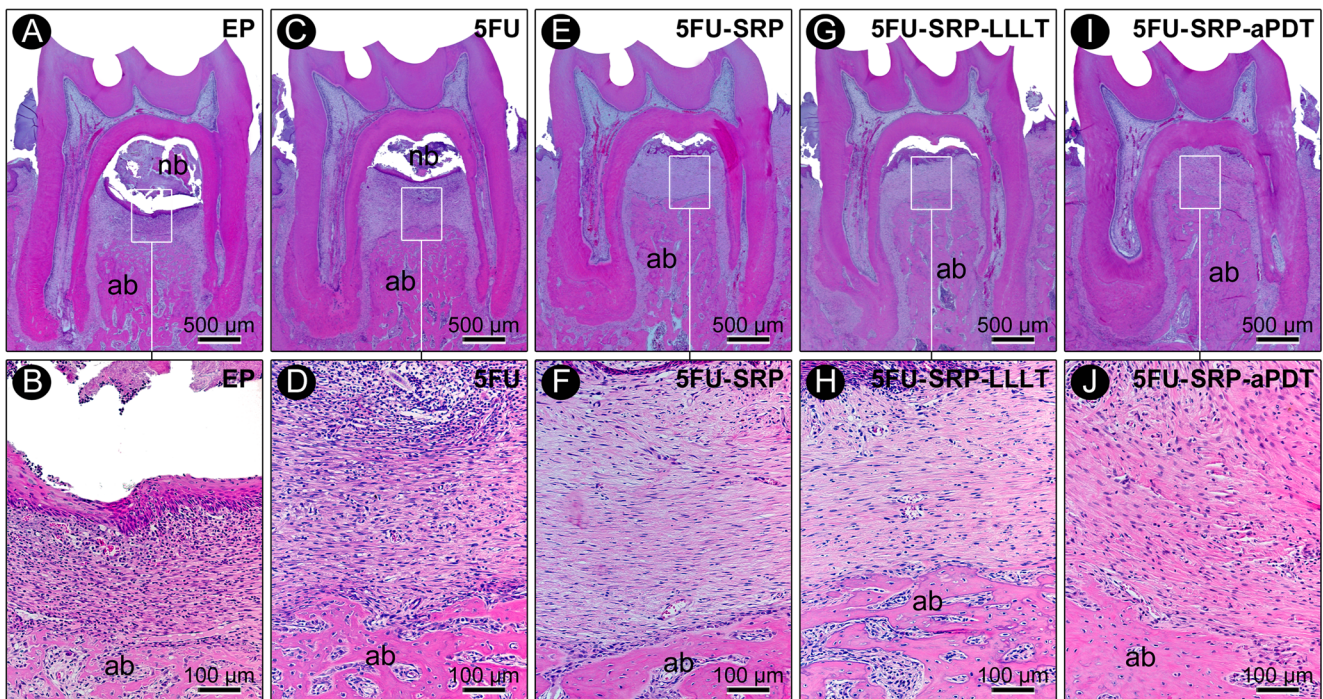 A EP
nb
ab
500 µm
C 5FU
nb
ab
500 µm
E 5FU-SRP
ab
500 µm
G 5FU-SRP-LLLT
ab
500 µm
I 5FU-SRP-aPDT
ab
500 µm
B EP
ab
100 µm
D 5FU
ab
100 µm
F 5FU-SRP
ab
100 µm
H 5FU-SRP-LLLT
ab
100 µm
J 5FU-SRP-aPDT
ab
100 µm